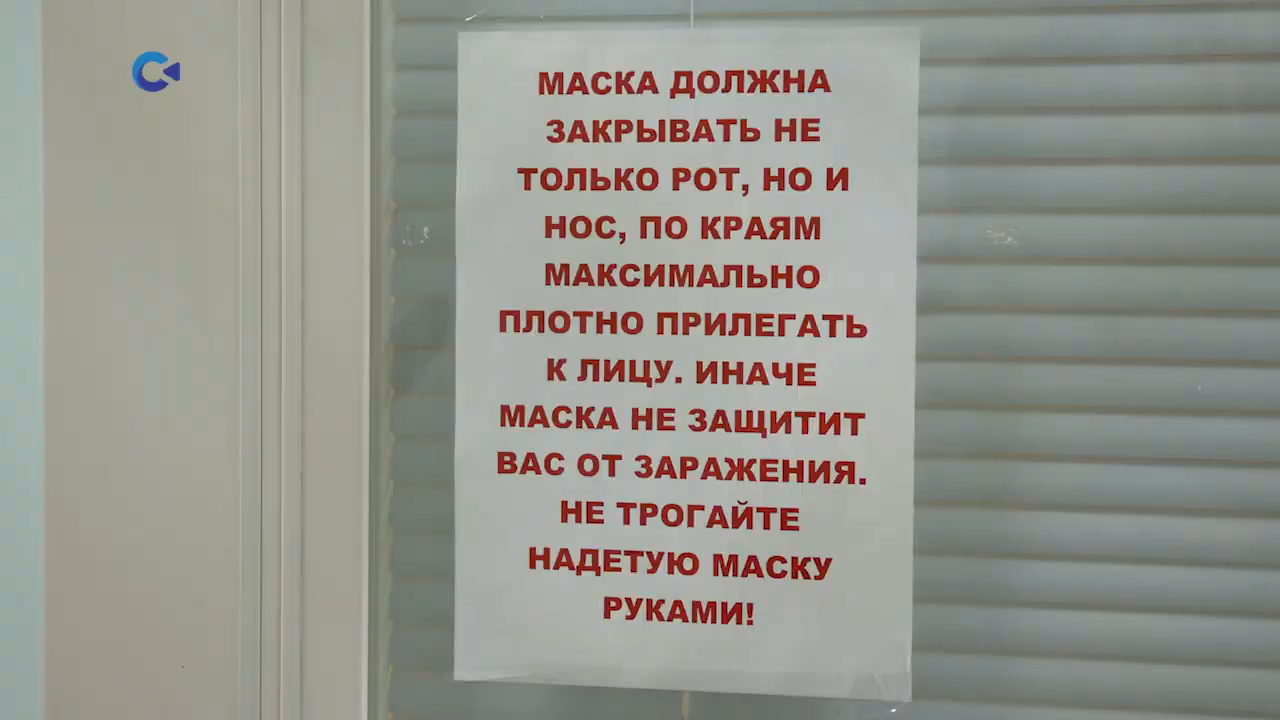 МАСКА ДОЛЖНА
ЗАКРЫВАТЬ НЕ
ТОЛЬКО РОТ, НО И
НОС, ПО КРАЯМ
МАКСИМАЛЬНО
ПЛОТНО ПРИЛЕГАТЬ
К ЛИЦУ. ИНАЧЕ
МАСКА НЕ ЗАЩИТИТ
ВАС ОТ ЗАРАЖЕНИЯ.
НЕ ТРОГАЙТЕ
НАДЕТУЮ МАСКУ
РУКАМИ!